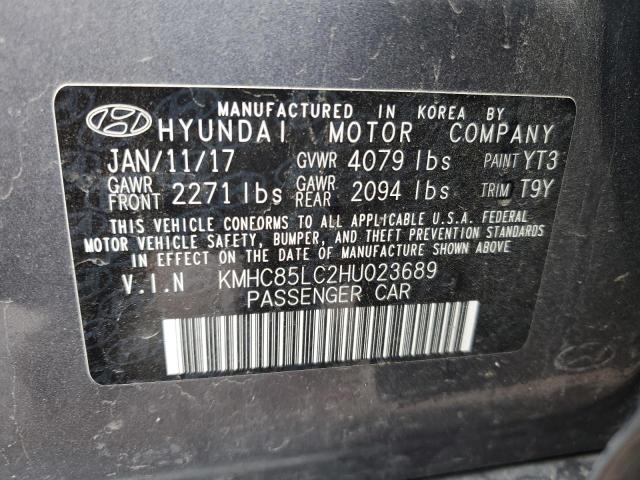 MANUFACTURED IN KOREA BY
HYUNDAI MOTOR COMPANY
JAN/11/17 GVWR 4079 lbs PAINT YT3
GAWR FRONT 2271 lbs GAWR REAR 2094 lbs TRIM T9Y
THIS VEHICLE CONFORMS TO ALL APPLICABLE U.S.A. FEDERAL
MOTOR VEHICLE SAFETY, BUMPER, AND THEFT PREVENTION STANDARDS
IN EFFECT ON THE DATE OF MANUFACTURE SHOWN ABOVE
V.I.N KMHC85LC2HU023689
PASSENGER CAR